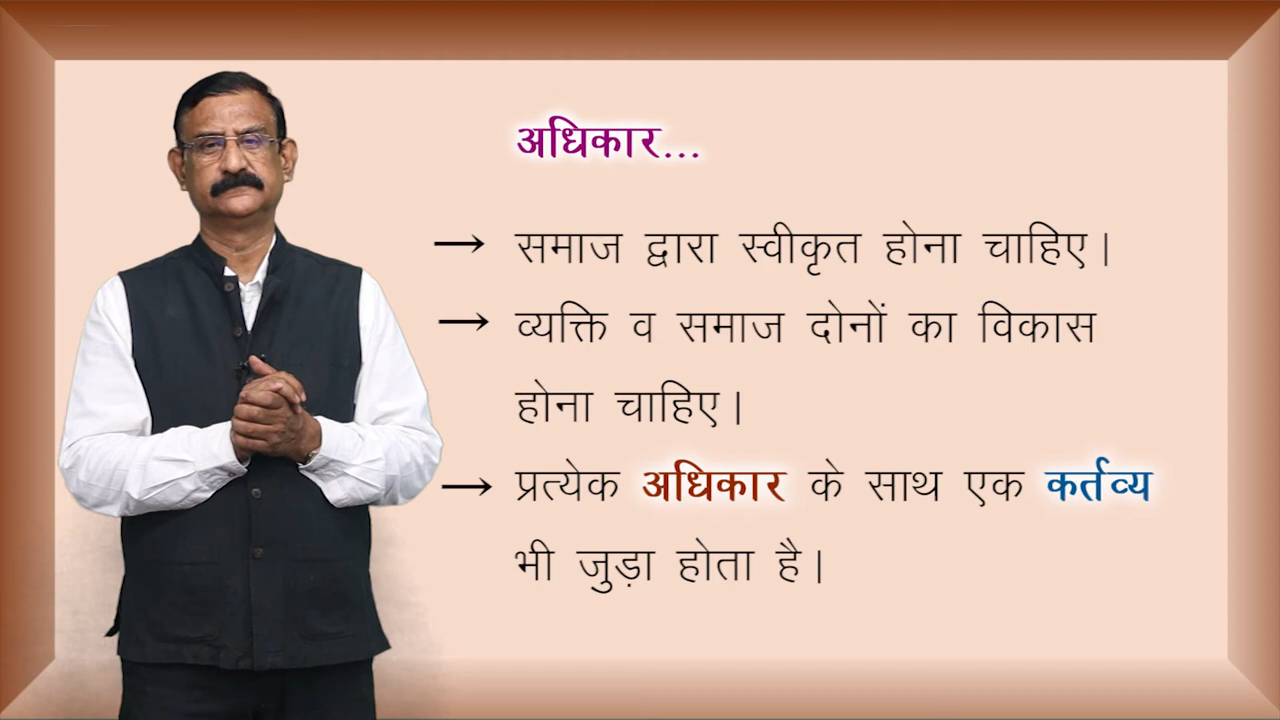 अधिकार...
→ समाज द्वारा स्वीकृत होना चाहिए।
→ व्यक्ति व समाज दोनों का विकास
होना चाहिए।
→ प्रत्येक अधिकार के साथ एक कर्तव्य
भी जुड़ा होता है।